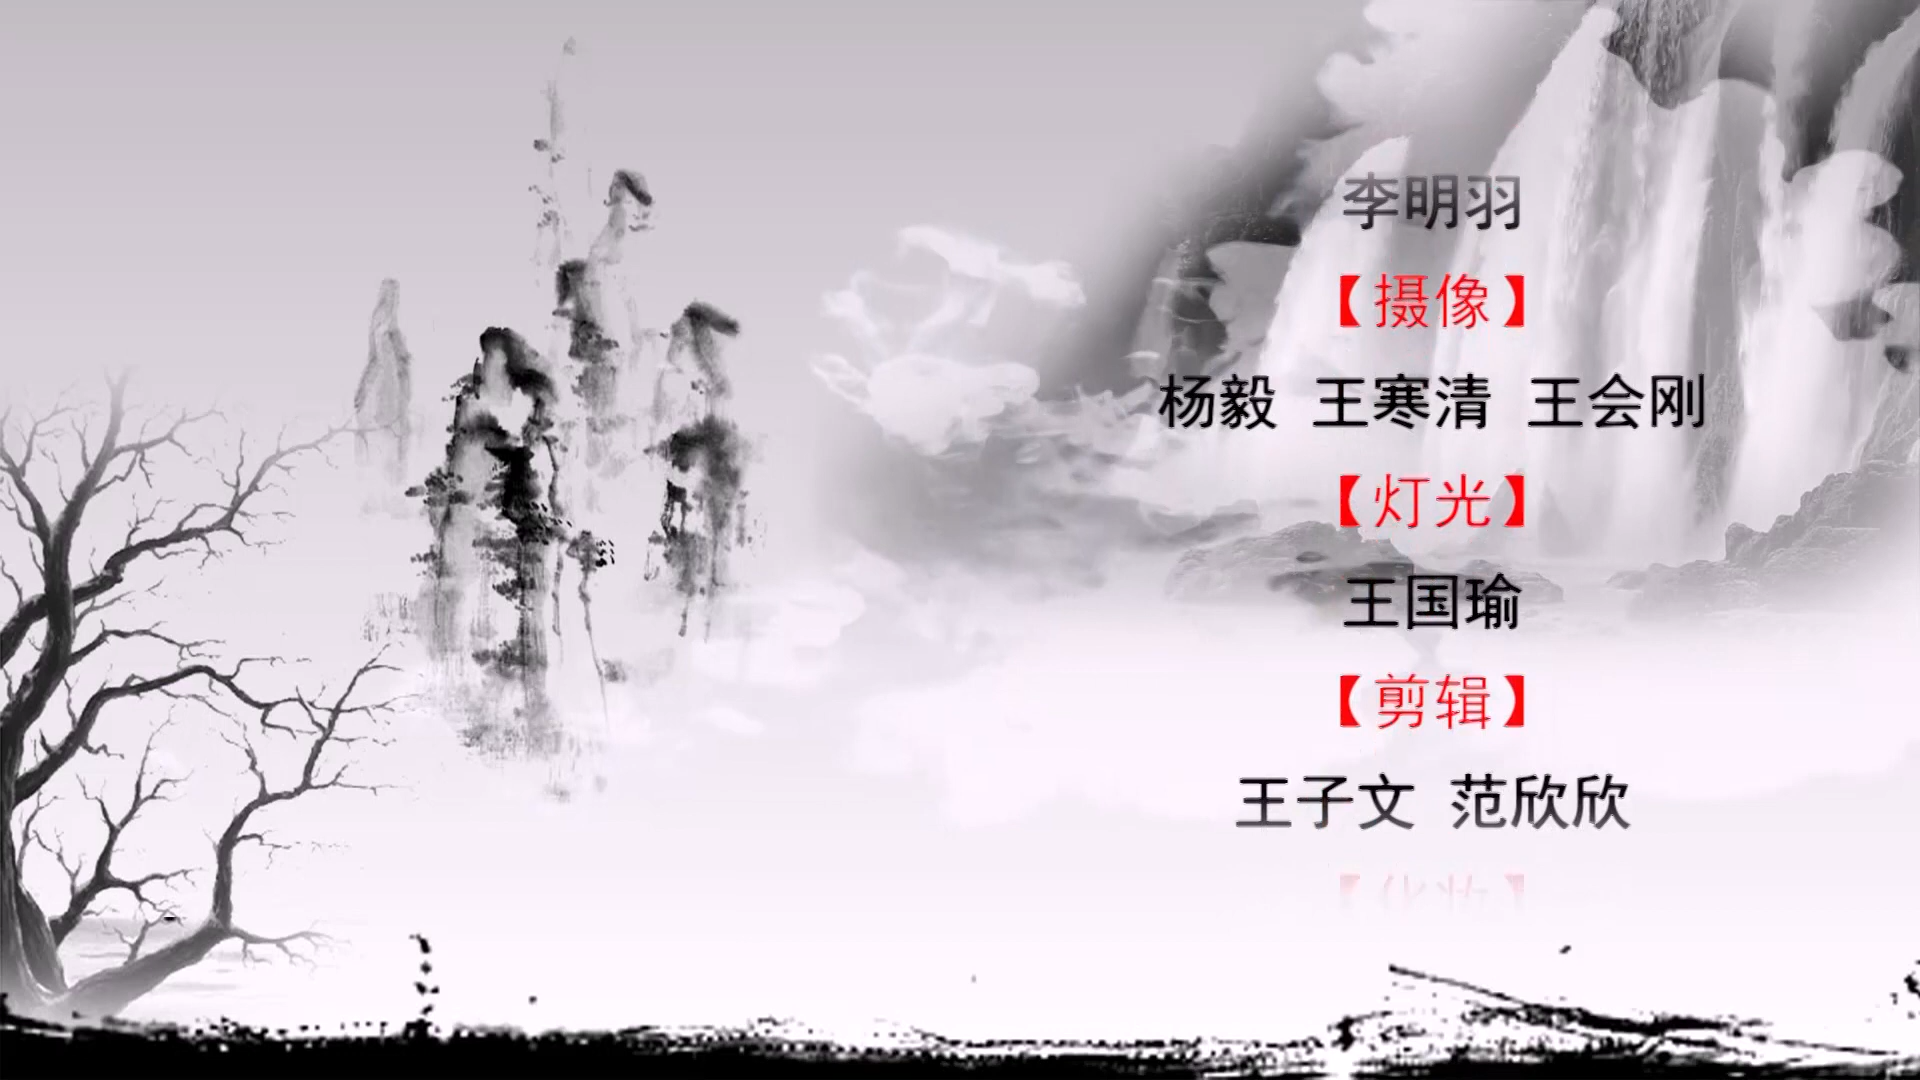 李明羽
【摄像】
杨毅 王寒清 王会刚
【灯光】
王国瑜
【剪辑】
王子文 范欣欣